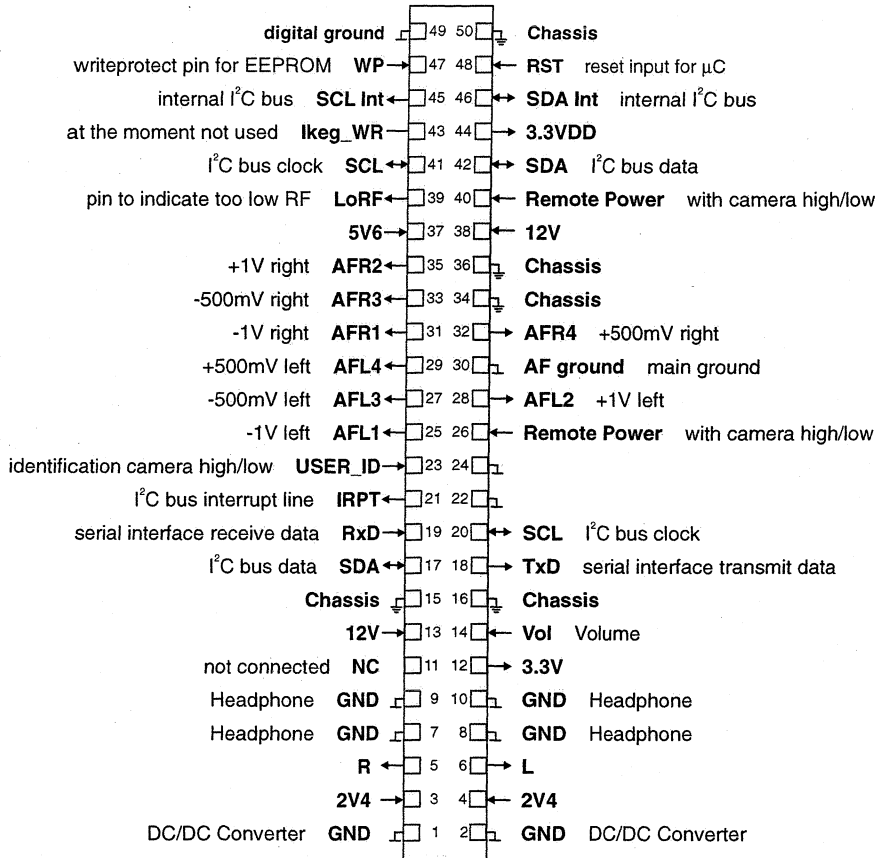 digital ground 49 50 Chassis
writeprotect pin for EEPROM WP 47 48 RST reset input for µC
internal I²C bus SCL Int 45 46 SDA Int internal I²C bus
at the moment not used Ikeg_WR 43 44 3.3VDD
I²C bus clock SCL 41 42 SDA I²C bus data
pin to indicate too low RF LoRF 39 40 Remote Power with camera high/low
5V6 37 38 12V
+1V right AFR2 35 36 Chassis
-500mV right AFR3 33 34 Chassis
-1V right AFR1 31 32 AFR4 +500mV right
+500mV left AFL4 29 30 AF ground main ground
-500mV left AFL3 27 28 AFL2 +1V left
-1V left AFL1 25 26 Remote Power with camera high/low
identification camera high/low USER_ID 23 24
I²C bus interrupt line IRPT 21 22
serial interface receive data RxD 19 20 SCL I²C bus clock
I²C bus data SDA 17 18 TxD serial interface transmit data
Chassis 15 16 Chassis
12V 13 14 Vol Volume
not connected NC 11 12 3.3V
Headphone GND 9 10 GND Headphone
Headphone GND 7 8 GND Headphone
R 5 6 L
2V4 3 4 2V4
DC/DC Converter GND 1 2 GND DC/DC Converter